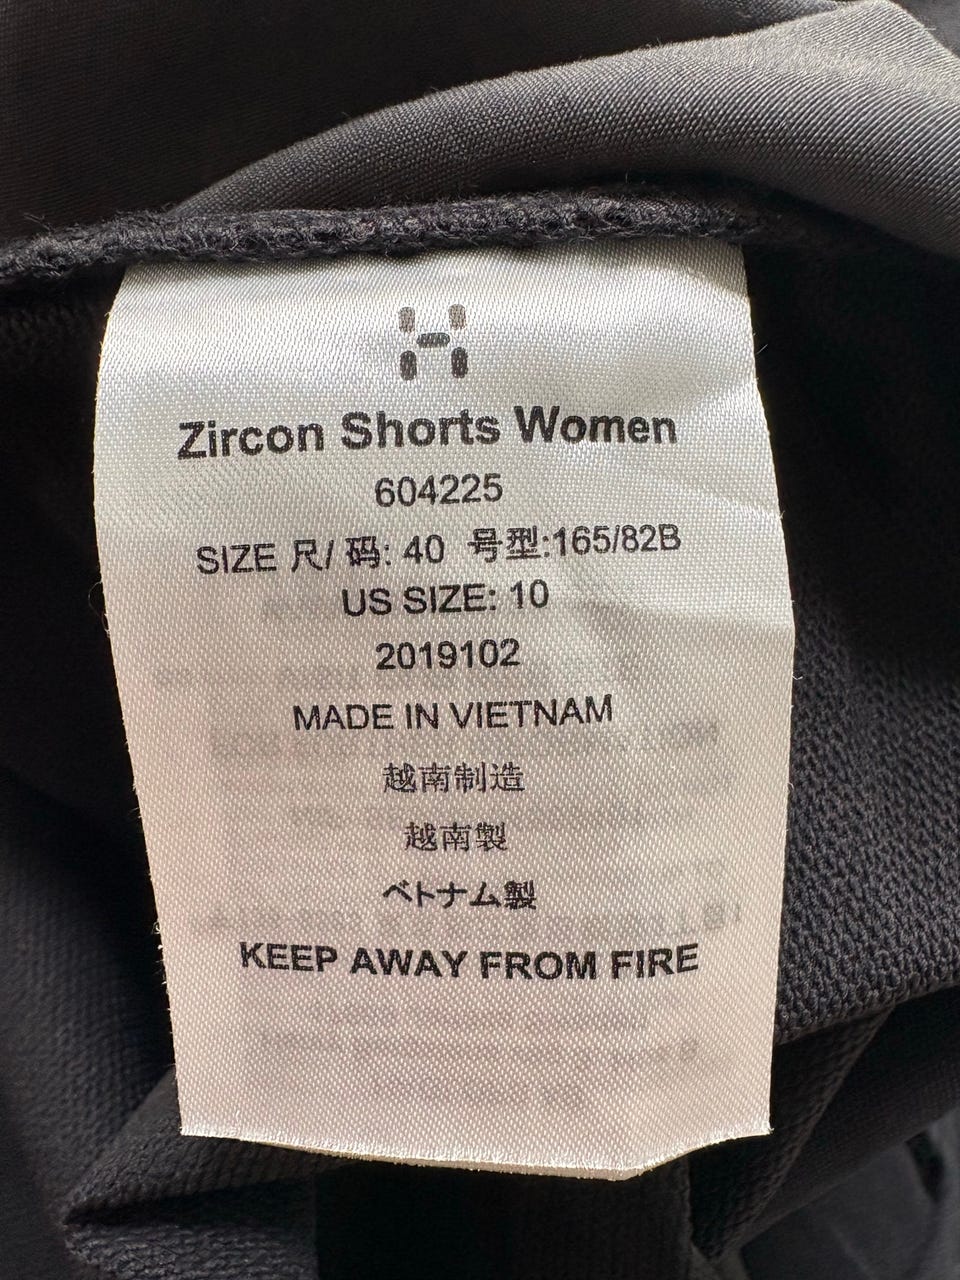 Zircon Shorts Women
604225
SIZE 尺/ 码: 40 号型:165/82B
US SIZE: 10
2019102
MADE IN VIETNAM
越南制造
越南製
ベトナム製
KEEP AWAY FROM FIRE